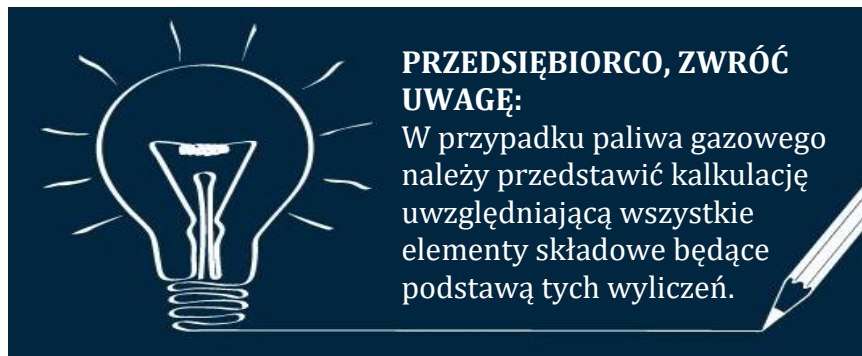 PRZEDSIĘBIORCO, ZWRÓĆ
UWAGĘ:
W przypadku paliwa gazowego
należy przedstawić kalkulację
uwzględniającą wszystkie
elementy składowe będące
podstawą tych wyliczeń.